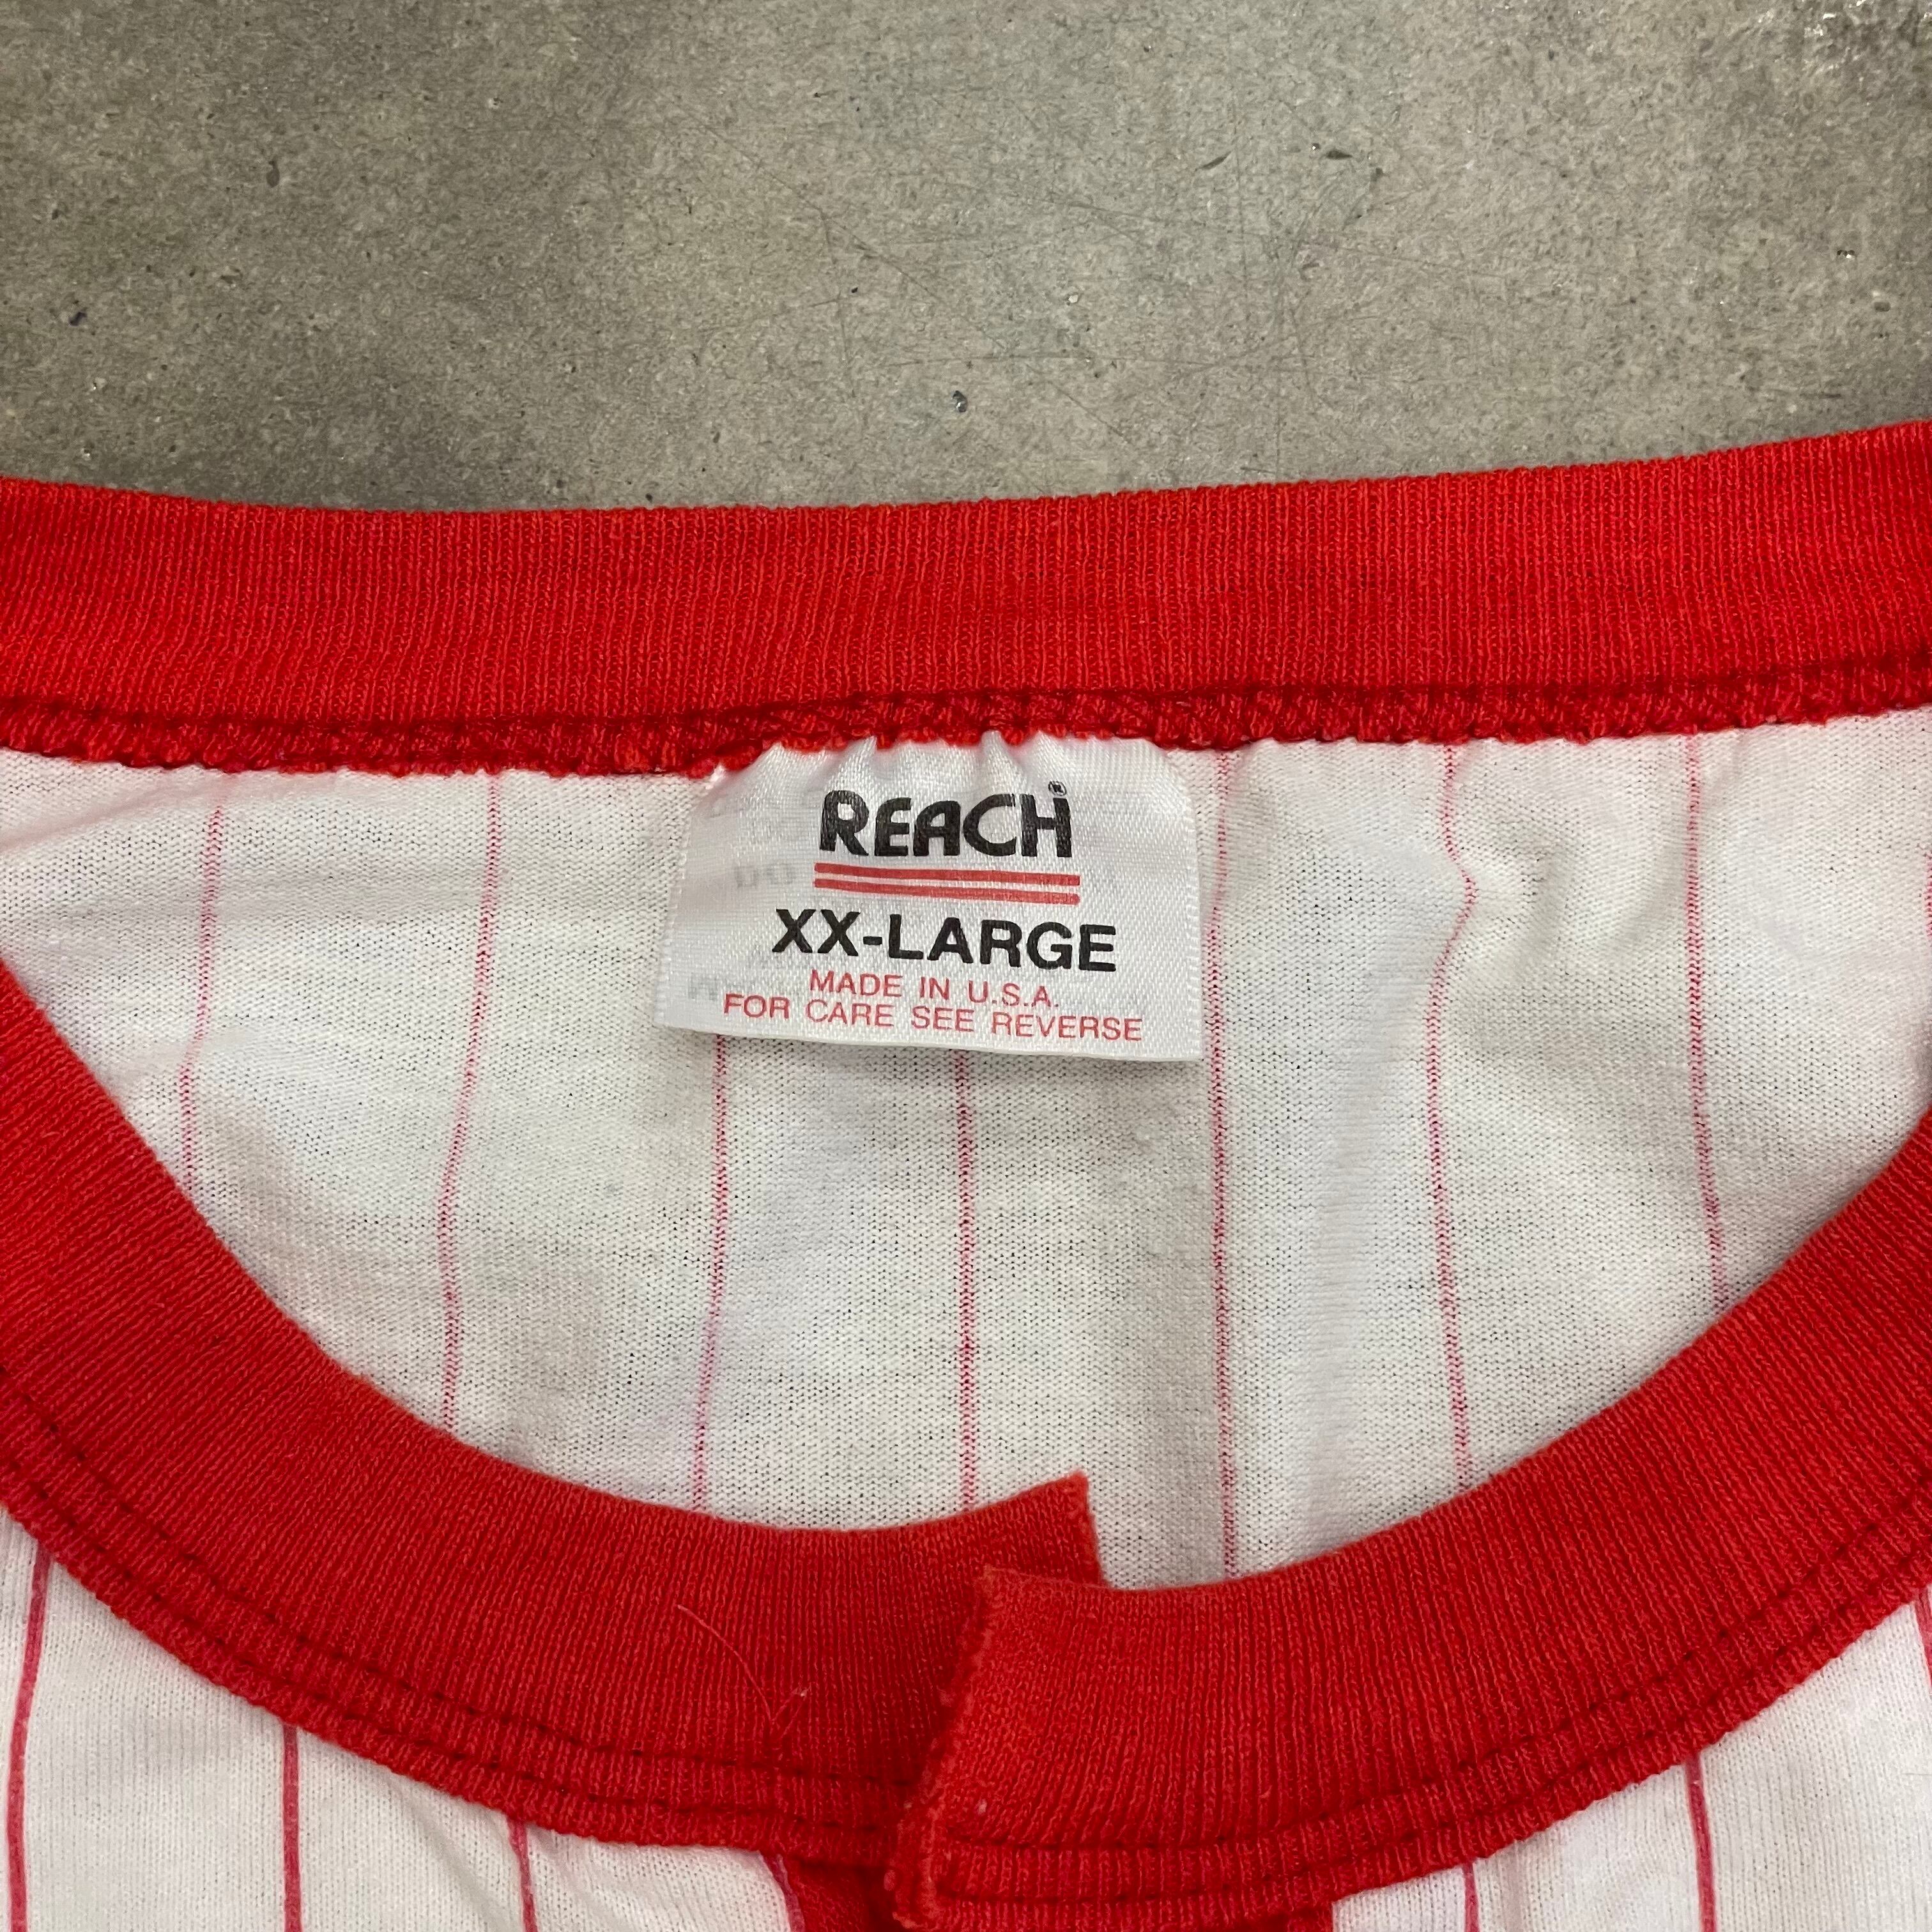 REACH®
XX-LARGE
MADE IN U.S.A.
FOR CARE SEE REVERSE